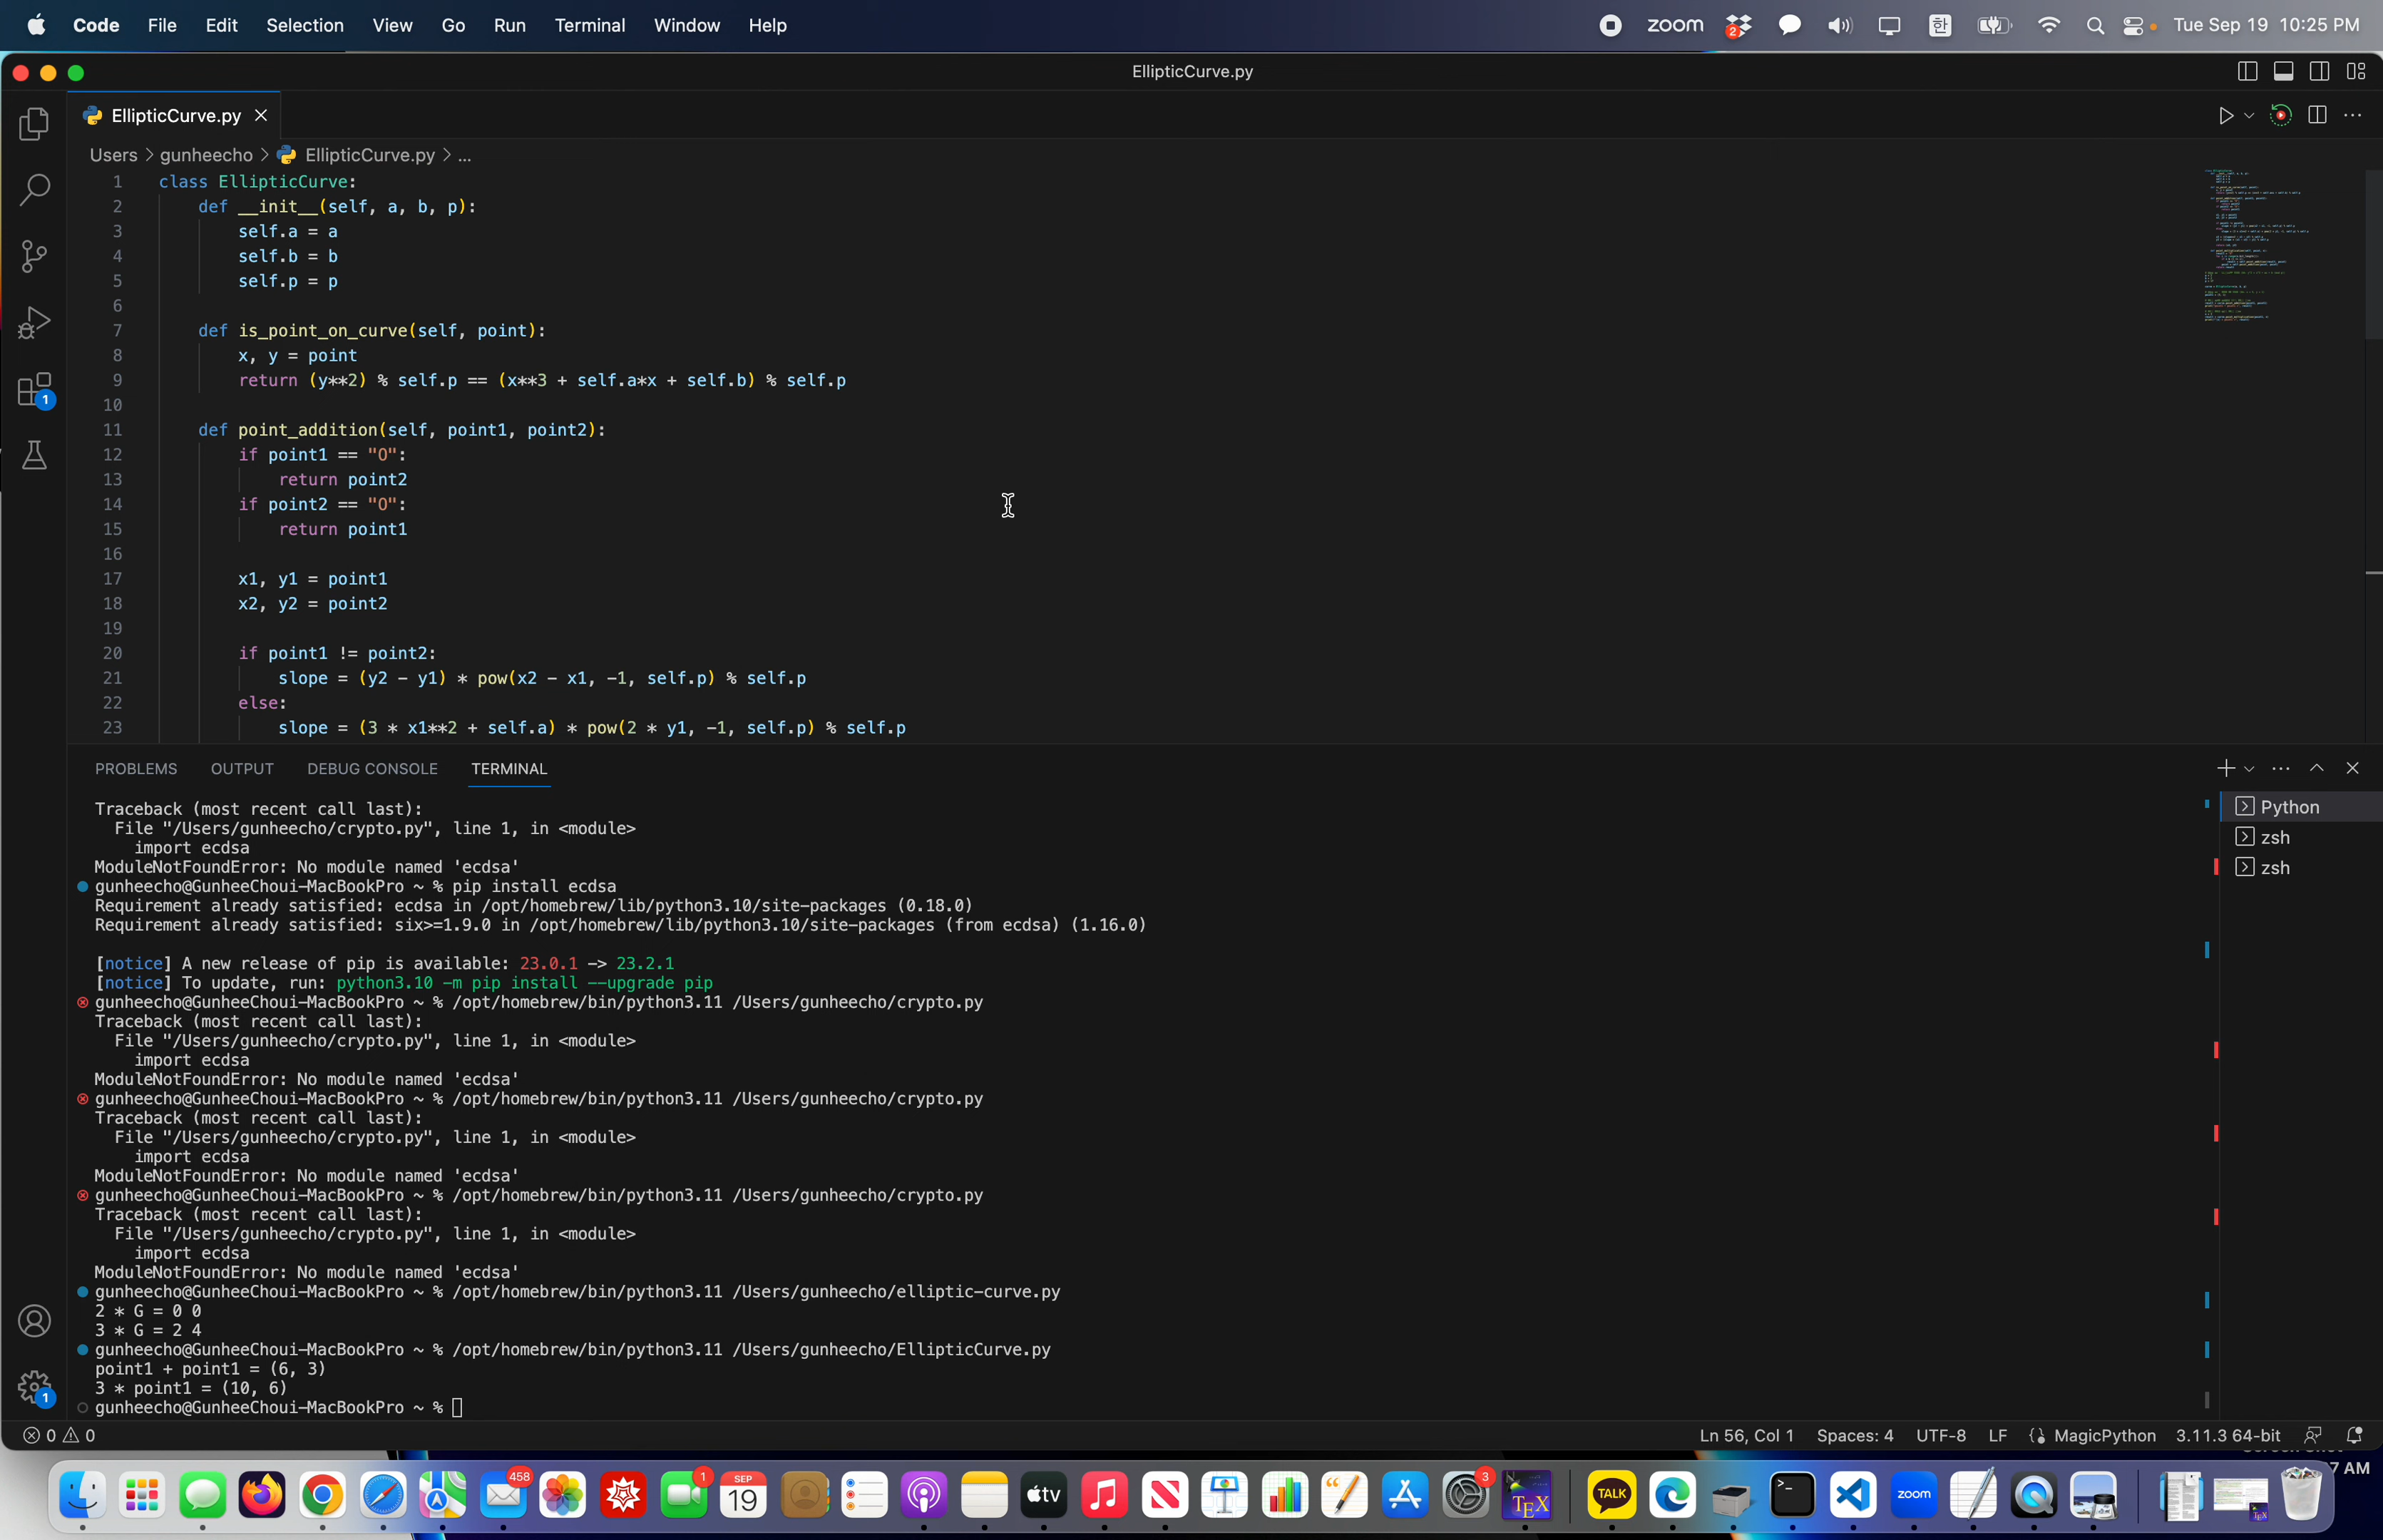 Code File Edit Selection View Go Run Terminal Window Help
zoom 2 한 Tue Sep 19 10:25 PM
EllipticCurve.py
EllipticCurve.py
Users > gunheecho > EllipticCurve.py > ...
1 class EllipticCurve:
2 def __init__(self, a, b, p):
3 self.a = a
4 self.b = b
5 self.p = p
6
7 def is_point_on_curve(self, point):
8 x, y = point
9 return (y**2) % self.p == (x**3 + self.a*x + self.b) % self.p
10
11 def point_addition(self, point1, point2):
12 if point1 == "O":
13 return point2
14 if point2 == "O":
15 return point1
16
17 x1, y1 = point1
18 x2, y2 = point2
19
20 if point1 != point2:
21 slope = (y2 - y1) * pow(x2 - x1, -1, self.p) % self.p
22 else:
23 slope = (3 * x1**2 + self.a) * pow(2 * y1, -1, self.p) % self.p
1
PROBLEMS OUTPUT DEBUG CONSOLE TERMINAL
Python
zsh
zsh
Traceback (most recent call last):
File "/Users/gunheecho/crypto.py", line 1, in <module>
import ecdsa
ModuleNotFoundError: No module named 'ecdsa'
gunheecho@GunheeChoui-MacBookPro ~ % pip install ecdsa
Requirement already satisfied: ecdsa in /opt/homebrew/lib/python3.10/site-packages (0.18.0)
Requirement already satisfied: six>=1.9.0 in /opt/homebrew/lib/python3.10/site-packages (from ecdsa) (1.16.0)
[notice] A new release of pip is available: 23.0.1 -> 23.2.1
[notice] To update, run: python3.10 -m pip install --upgrade pip
gunheecho@GunheeChoui-MacBookPro ~ % /opt/homebrew/bin/python3.11 /Users/gunheecho/crypto.py
Traceback (most recent call last):
File "/Users/gunheecho/crypto.py", line 1, in <module>
import ecdsa
ModuleNotFoundError: No module named 'ecdsa'
gunheecho@GunheeChoui-MacBookPro ~ % /opt/homebrew/bin/python3.11 /Users/gunheecho/crypto.py
Traceback (most recent call last):
File "/Users/gunheecho/crypto.py", line 1, in <module>
import ecdsa
ModuleNotFoundError: No module named 'ecdsa'
gunheecho@GunheeChoui-MacBookPro ~ % /opt/homebrew/bin/python3.11 /Users/gunheecho/crypto.py
Traceback (most recent call last):
File "/Users/gunheecho/crypto.py", line 1, in <module>
import ecdsa
ModuleNotFoundError: No module named 'ecdsa'
gunheecho@GunheeChoui-MacBookPro ~ % /opt/homebrew/bin/python3.11 /Users/gunheecho/elliptic-curve.py
2 * G = 0 0
3 * G = 2 4
gunheecho@GunheeChoui-MacBookPro ~ % /opt/homebrew/bin/python3.11 /Users/gunheecho/EllipticCurve.py
point1 + point1 = (6, 3)
3 * point1 = (10, 6)
gunheecho@GunheeChoui-MacBookPro ~ %
1
0 0 Ln 56, Col 1 Spaces: 4 UTF-8 LF MagicPython 3.11.3 64-bit
7 AM
458 1 SEP 19 tv 3 TEX TALK zoom